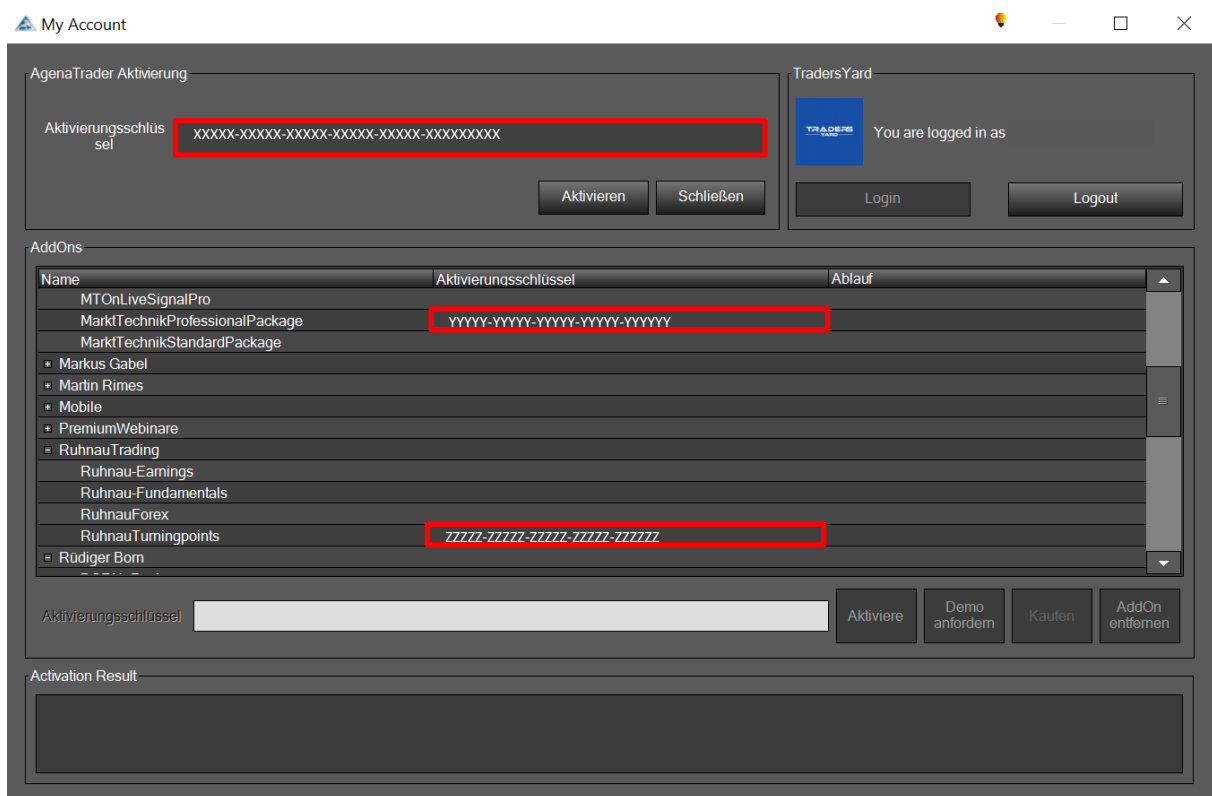 My Account
AgenaTrader Aktivierung
Aktivierungsschlüs
sel
XXXXX-XXXXX-XXXXX-XXXXX-XXXXX-XXXXXXXXX
Aktivieren Schließen
TradersYard
TRADERS
YARD
You are logged in as
Login Logout
AddOns
Name Aktivierungsschlüssel Ablauf
MTOnLiveSignalPro
MarktTechnikProfessionalPackage YYYYY-YYYYY-YYYYY-YYYYY-YYYYYY
MarktTechnikStandardPackage
Markus Gabel
Martin Rimes
Mobile
PremiumWebinare
RuhnauTrading
Ruhnau-Earnings
Ruhnau-Fundamentals
RuhnauForex
RuhnauTurningpoints ZZZZZ-ZZZZZ-ZZZZZ-ZZZZZ-ZZZZZZ
Rüdiger Born
Aktivierungsschlüssel
Aktiviere
Demo
anfordern
Kaufen
AddOn
entfernen
Activation Result